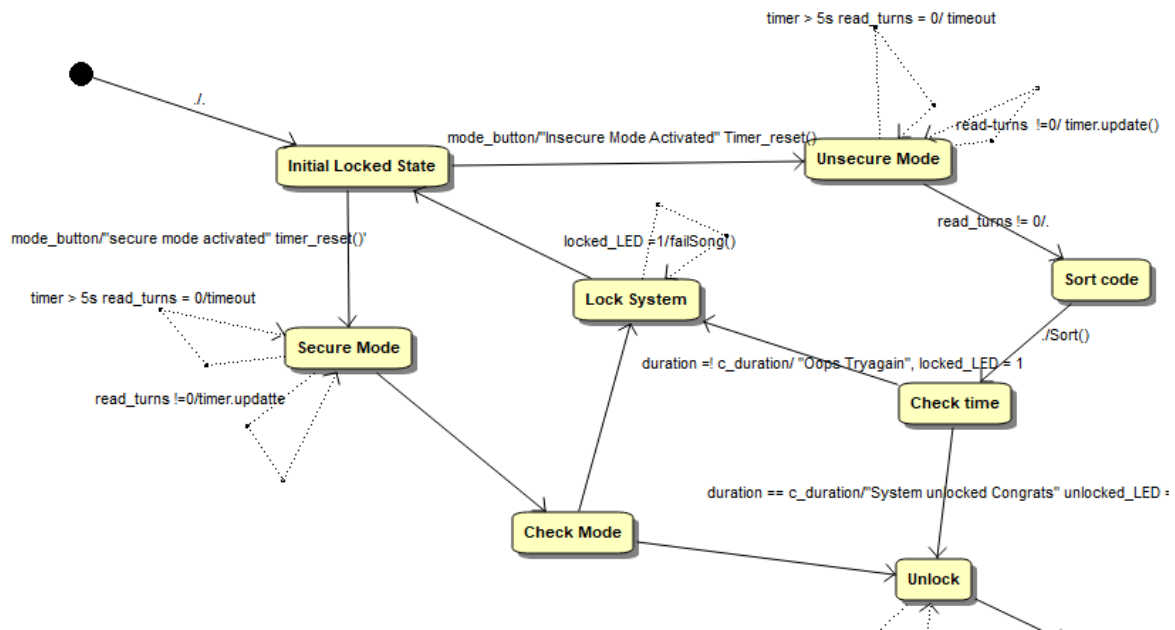 timer > 5s read_turns = 0/ timeout
./.
read-turns !=0/ timer.update()
mode_button/"Insecure Mode Activated" Timer_reset()
Unsecure Mode
Initial Locked State
read_turns != 0/.
mode_button/"secure mode activated" timer_reset()'
locked_LED =1/failSong()
Sort code
timer > 5s read_turns = 0/timeout
Lock System
./Sort()
Secure Mode
duration =! c_duration/ "Oops Tryagain", locked_LED = 1
read_turns !=0/timer.updatte
Check time
duration == c_duration/"System unlocked Congrats" unlocked_LED =
Check Mode
Unlock